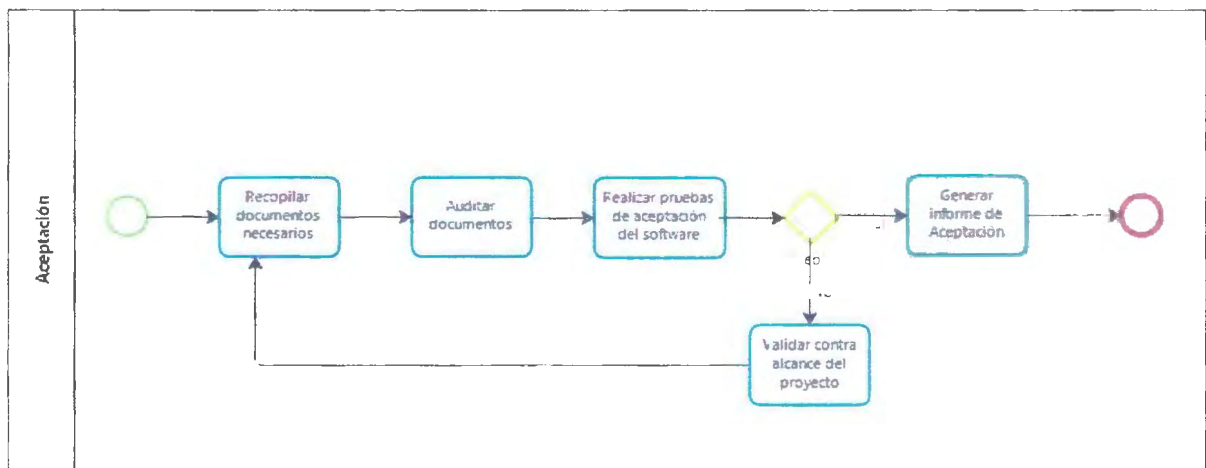 Aceptación
Recopilar
documentos
necesarios
Auditar
documentos
Realizar pruebas
de aceptación
del software
Generar
informe de
Aceptación
Validar contra
alcance del
proyecto